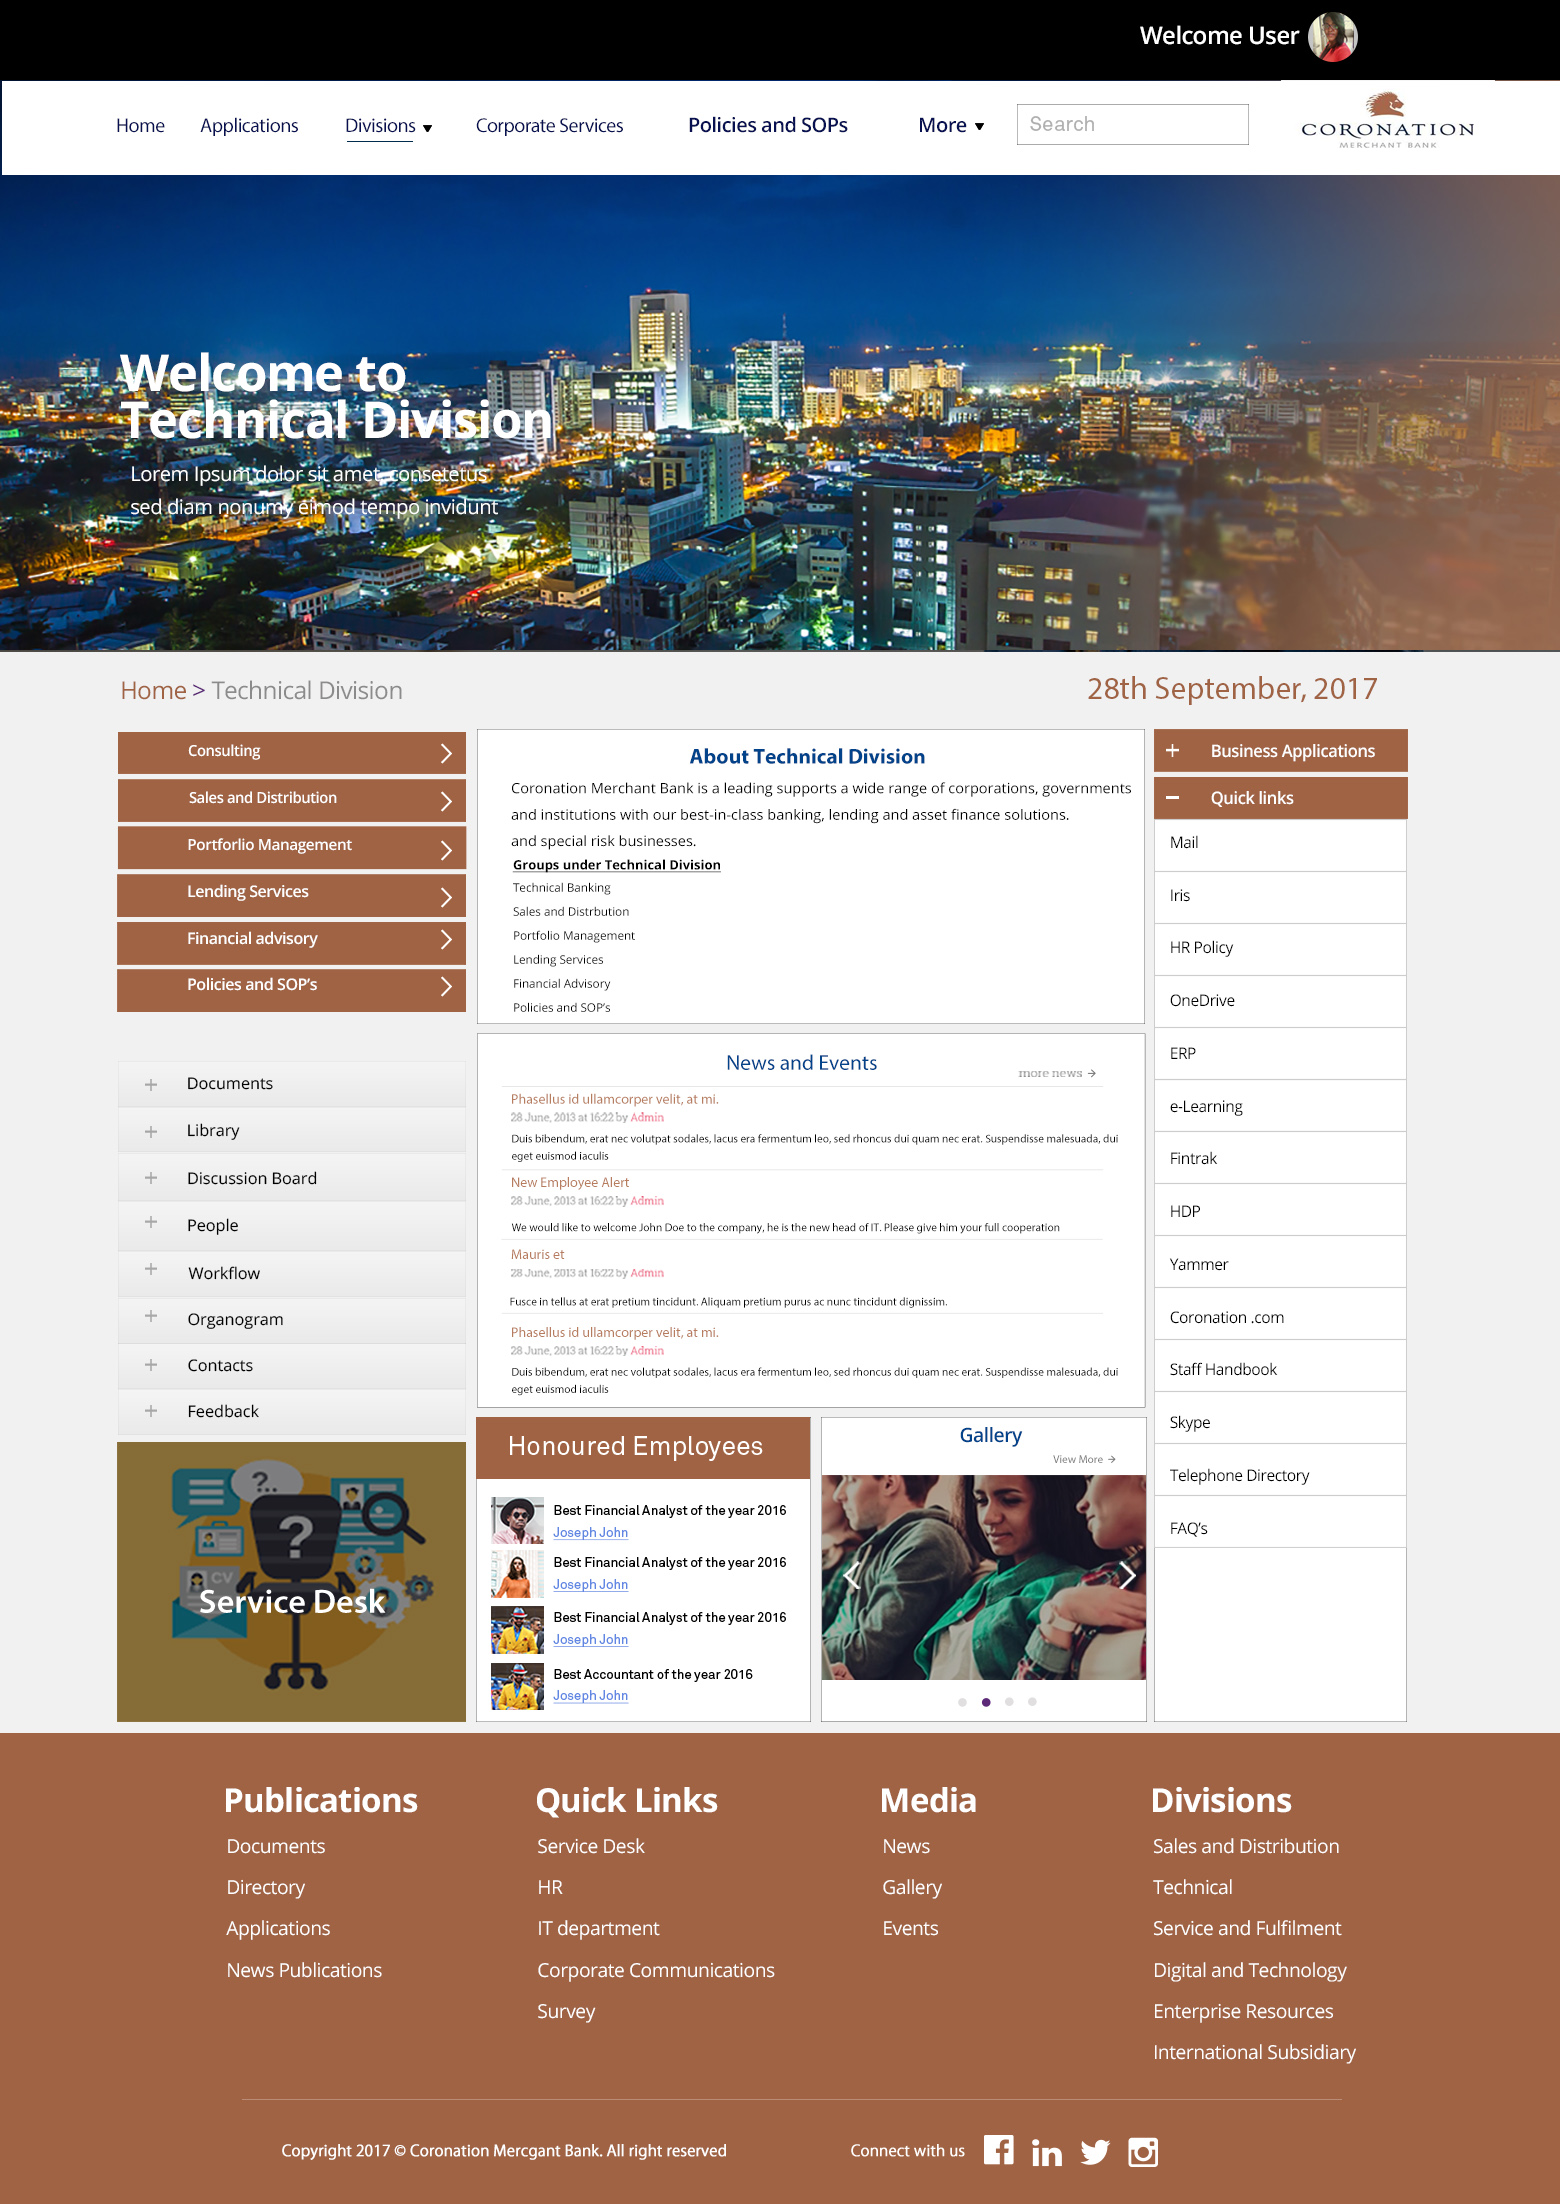 Welcome User
Home
Applications
Divisions
Corporate Services
Policies and SOPs
More
Search
CORONATION
MERCHANT BANK
Welcome to
Technical Division
Lorem Ipsum dolor sit amet, consetetus
sed diam nonumy eimod tempo invidunt
Home > Technical Division
28th September, 2017
Consulting
Sales and Distribution
Portforlio Management
Lending Services
Financial advisory
Policies and SOP's
Documents
Library
Discussion Board
People
Workflow
Organogram
Contacts
Feedback
CV
Service Desk
About Technical Division
Coronation Merchant Bank is a leading supports a wide range of corporations, governments
and institutions with our best-in-class banking, lending and asset finance solutions.
and special risk businesses.
Groups under Technical Division
Technical Banking
Sales and Distrbution
Portfolio Management
Lending Services
Financial Advisory
Policies and SOP's
News and Events
more news
Phasellus id ullamcorper velit, at mi.
28 June, 2013 at 16:22 by Admin
Duis bibendum, erat nec volutpat sodales, lacus era fermentum leo, sed rhoncus dui quam nec erat. Suspendisse malesuada, dui
eget euismod iaculis
New Employee Alert
28 June, 2013 at 16:22 by Admin
We would like to welcome John Doe to the company, he is the new head of IT. Please give him your full cooperation
Mauris et
28 June, 2013 at 16:22 by Admin
Fusce in tellus at erat pretium tincidunt. Aliquam pretium purus ac nunc tincidunt dignissim.
Phasellus id ullamcorper velit, at mi.
28 June, 2013 at 16:22 by Admin
Duis bibendum, erat nec volutpat sodales, lacus era fermentum leo, sed rhoncus dui quam nec erat. Suspendisse malesuada, dui
eget euismod iaculis
Honoured Employees
Best Financial Analyst of the year 2016
Joseph John
Best Financial Analyst of the year 2016
Joseph John
Best Financial Analyst of the year 2016
Joseph John
Best Accountant of the year 2016
Joseph John
Gallery
View More
Business Applications
Quick links
Mail
Iris
HR Policy
OneDrive
ERP
e-Learning
Fintrak
HDP
Yammer
Coronation .com
Staff Handbook
Skype
Telephone Directory
FAQ's
Publications
Documents
Directory
Applications
News Publications
Quick Links
Service Desk
HR
IT department
Corporate Communications
Survey
Media
News
Gallery
Events
Divisions
Sales and Distribution
Technical
Service and Fulfilment
Digital and Technology
Enterprise Resources
International Subsidiary
Copyright 2017 © Coronation Mercgant Bank. All right reserved
Connect with us